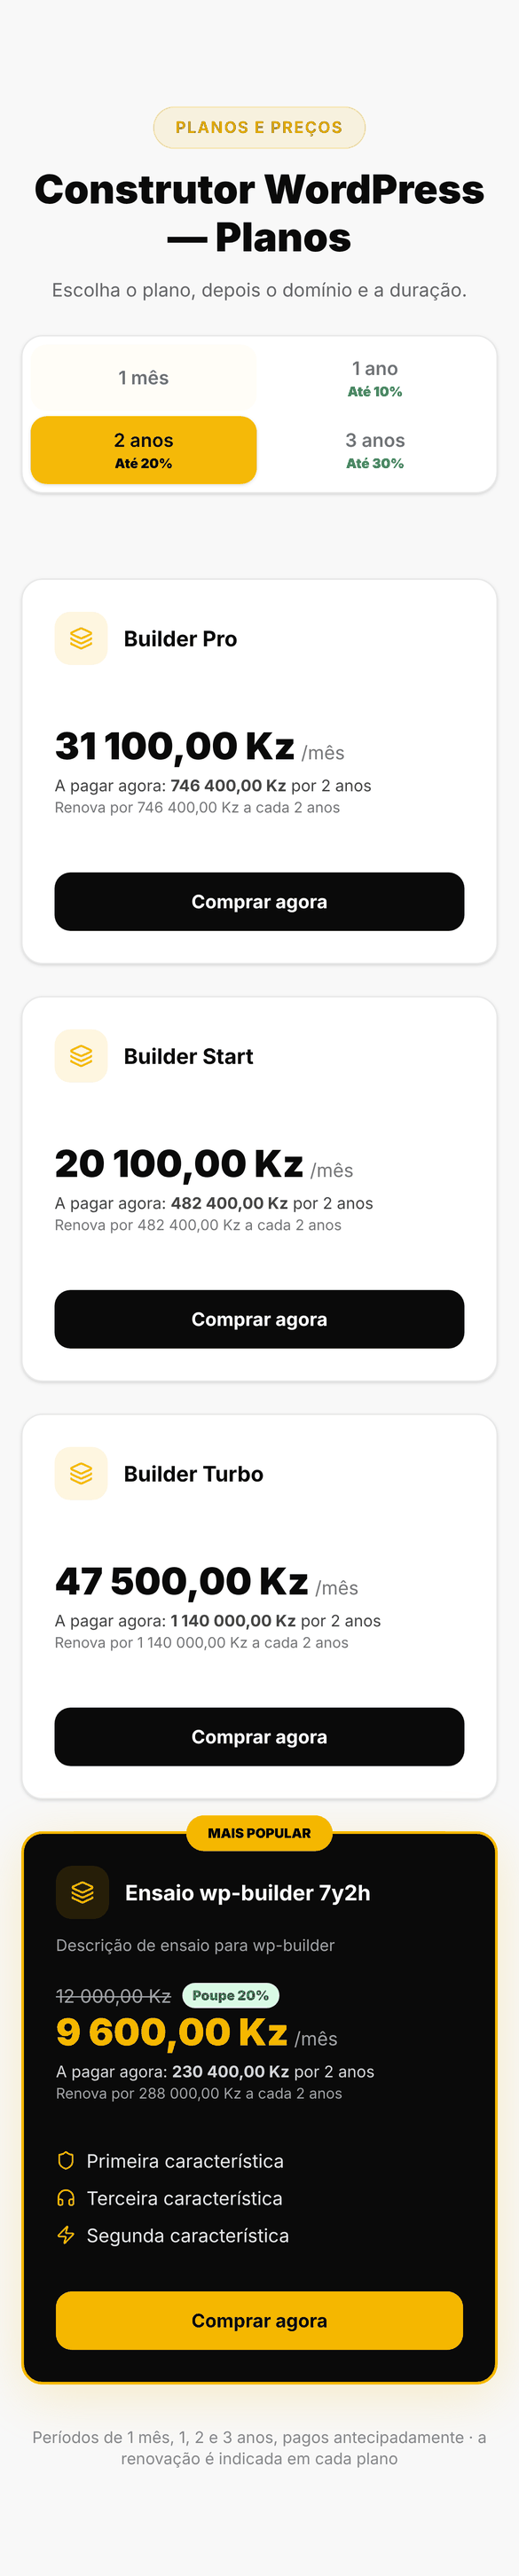 PLANOS E PREÇOS
Construtor WordPress
— Planos
Escolha o plano, depois o domínio e a duração.
1 mês
1 ano
Até 10%
2 anos
Até 20%
3 anos
Até 30%
Builder Pro
31 100,00 Kz /mês
A pagar agora: 746 400,00 Kz por 2 anos
Renova por 746 400,00 Kz a cada 2 anos
Comprar agora
Builder Start
20 100,00 Kz /mês
A pagar agora: 482 400,00 Kz por 2 anos
Renova por 482 400,00 Kz a cada 2 anos
Comprar agora
Builder Turbo
47 500,00 Kz /mês
A pagar agora: 1 140 000,00 Kz por 2 anos
Renova por 1 140 000,00 Kz a cada 2 anos
Comprar agora
MAIS POPULAR
Ensaio wp-builder 7y2h
Descrição de ensaio para wp-builder
12 000,00 Kz Poupe 20%
9 600,00 Kz /mês
A pagar agora: 230 400,00 Kz por 2 anos
Renova por 288 000,00 Kz a cada 2 anos
Primeira característica
Terceira característica
Segunda característica
Comprar agora
Períodos de 1 mês, 1, 2 e 3 anos, pagos antecipadamente · a
renovação é indicada em cada plano